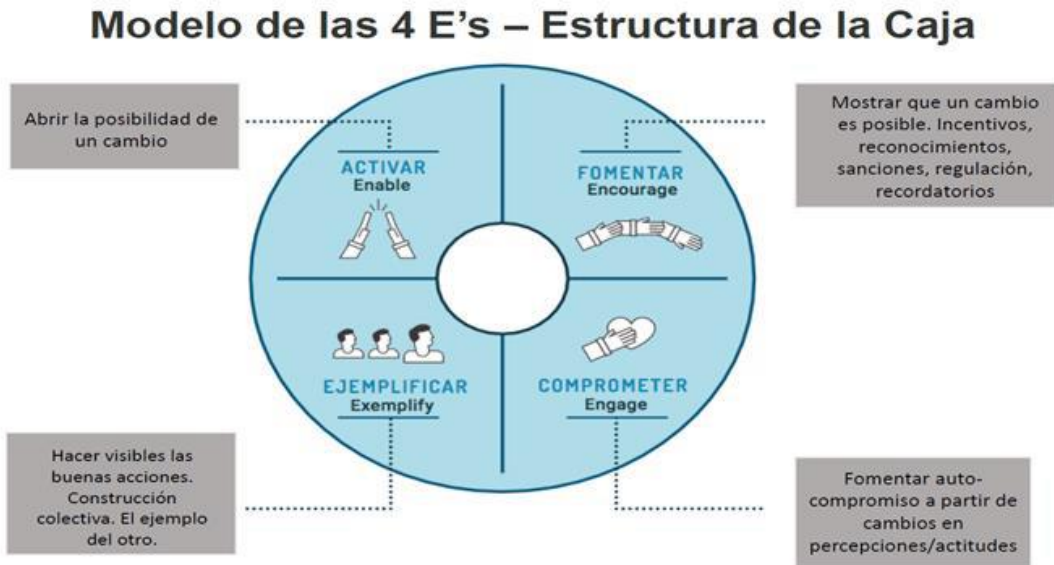 Modelo de las 4 E's – Estructura de la Caja
Abrir la posibilidad de
un cambio
ACTIVAR
Enable
FOMENTAR
Encourage
Mostrar que un cambio
es posible. Incentivos,
reconocimientos,
sanciones, regulación,
recordatorios
EJEMPLIFICAR
Exemplify
COMPROMETER
Engage
Hacer visibles las
buenas acciones.
Construcción
colectiva. El ejemplo
del otro.
Fomentar auto-
compromiso a partir de
cambios en
percepciones/actitudes